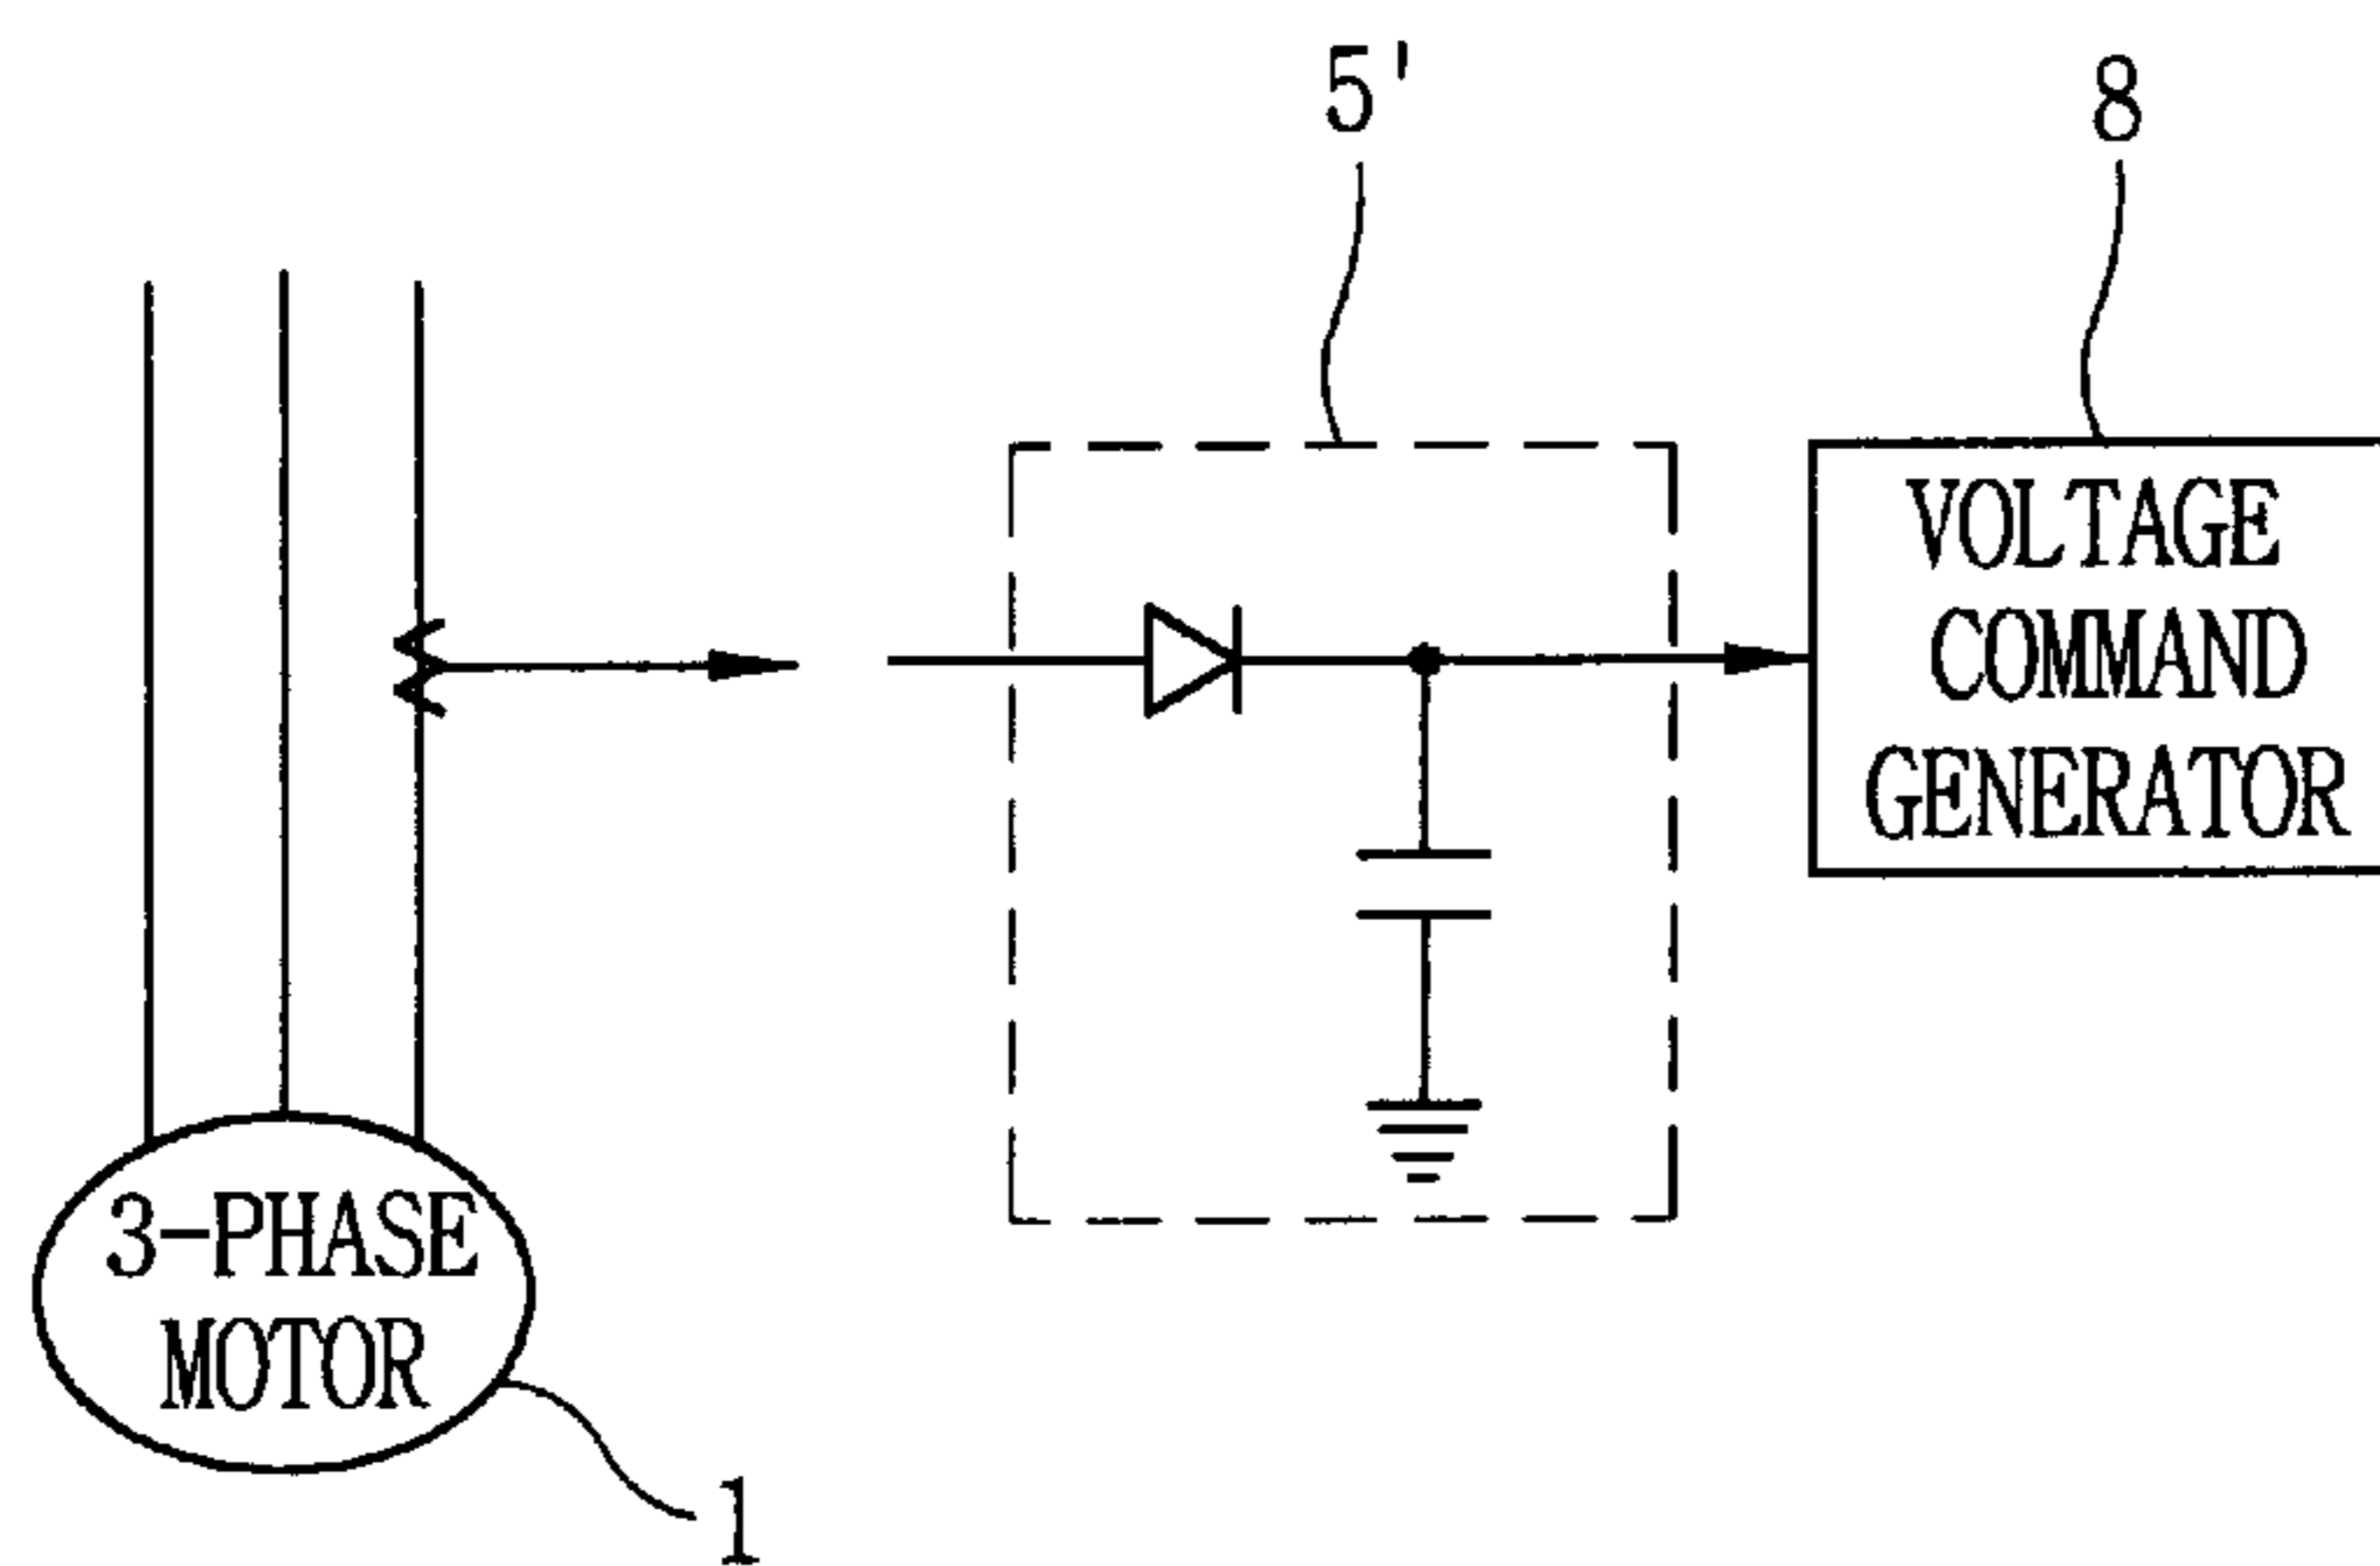 5'
8
VOLTAGE
COMMAND
GENERATOR
3-PHASE
MOTOR
1